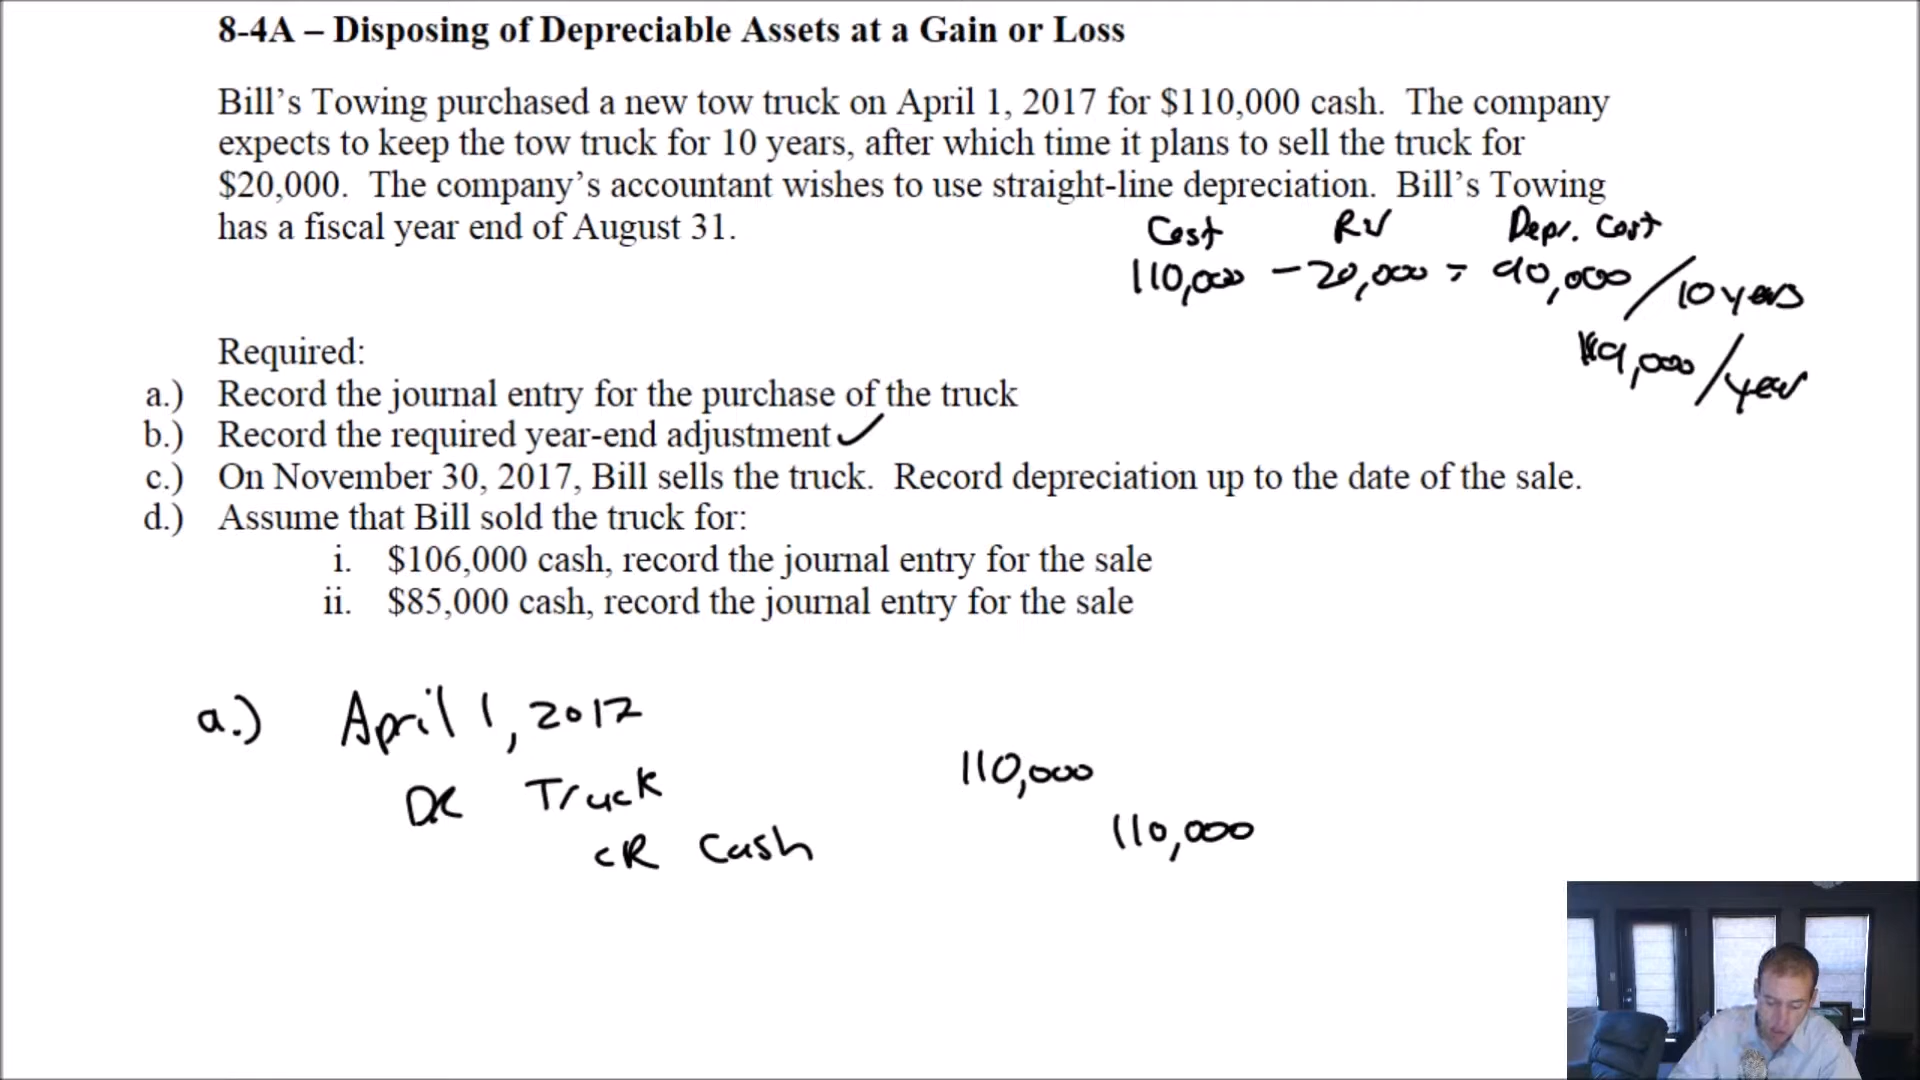 8-4A – Disposing of Depreciable Assets at a Gain or Loss
Bill’s Towing purchased a new tow truck on April 1, 2017 for $110,000 cash. The company
expects to keep the tow truck for 10 years, after which time it plans to sell the truck for
$20,000. The company’s accountant wishes to use straight-line depreciation. Bill’s Towing
has a fiscal year end of August 31.
Cost RV Depr. Cost
110,000 - 20,000 = 90,000 / 10 years
9,000 / year
Required:
a.) Record the journal entry for the purchase of the truck
b.) Record the required year-end adjustment ✓
c.) On November 30, 2017, Bill sells the truck. Record depreciation up to the date of the sale.
d.) Assume that Bill sold the truck for:
i. $106,000 cash, record the journal entry for the sale
ii. $85,000 cash, record the journal entry for the sale
a.) April 1, 2017
DR Truck 110,000
CR Cash 110,000